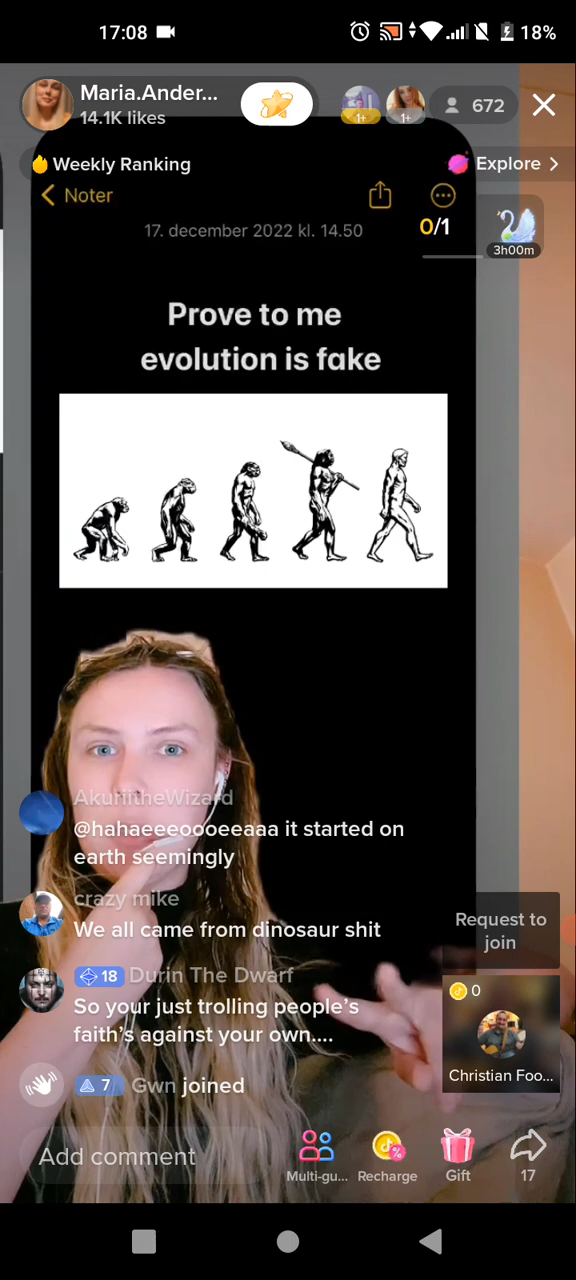 17:08
18%
Maria.Ander...
14.1K likes
1+
1+
672
Weekly Ranking
Explore
Noter
17. december 2022 kl. 14.50
0/1
3h00m
Prove to me
evolution is fake
AkuriitheWizard
@hahaeeeoooeeaaa it started on
earth seemingly
crazy mike
We all came from dinosaur shit
18 Durin The Dwarf
So your just trolling people's
faith's against your own....
7 Gwn joined
Request to
join
0
Christian Foo...
Add comment
Multi-gu...
Recharge
Gift
17